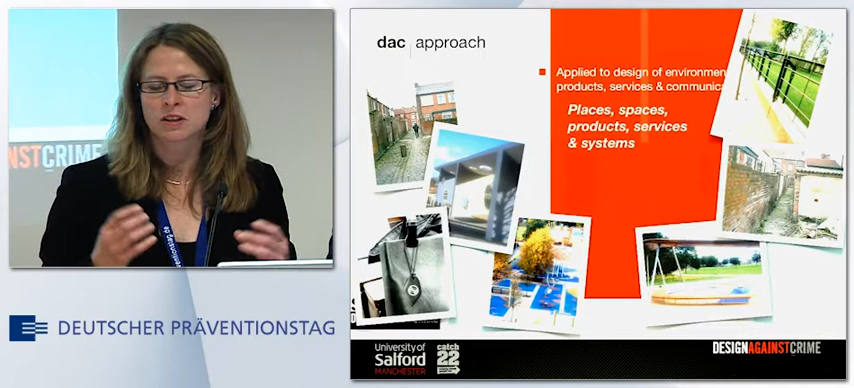 NSTCRIME
DEUTSCHER PRÄVENTIONSTAG
dac approach
Applied to design of environmen
products, services & communica
Places, spaces,
products, services
& systems
University of
Salford
MANCHESTER
catch
22
DESIGNAGAINSTCRIME